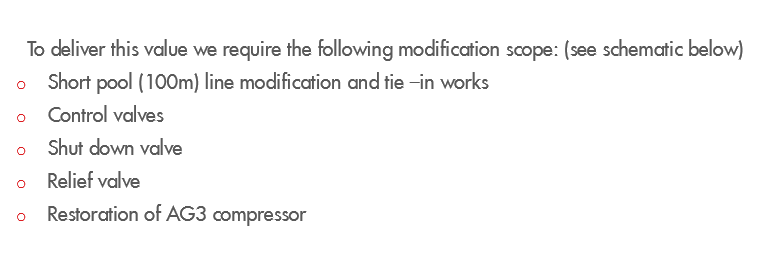 To deliver this value we require the following modification scope: (see schematic below)
o Short pool (100m) line modification and tie –in works
o Control valves
o Shut down valve
o Relief valve
o Restoration of AG3 compressor